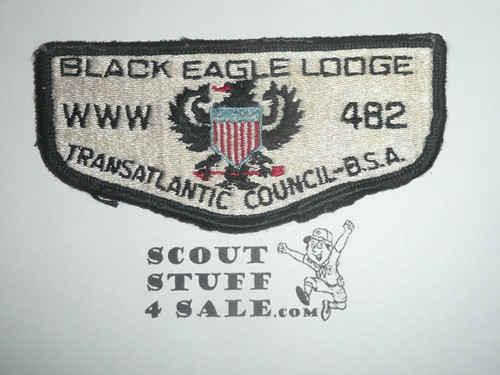 BLACK EAGLE LODGE
WWW 482
TRANSATLANTIC COUNCIL-B.S.A.
SCOUT
STUFF
4 SALE.com